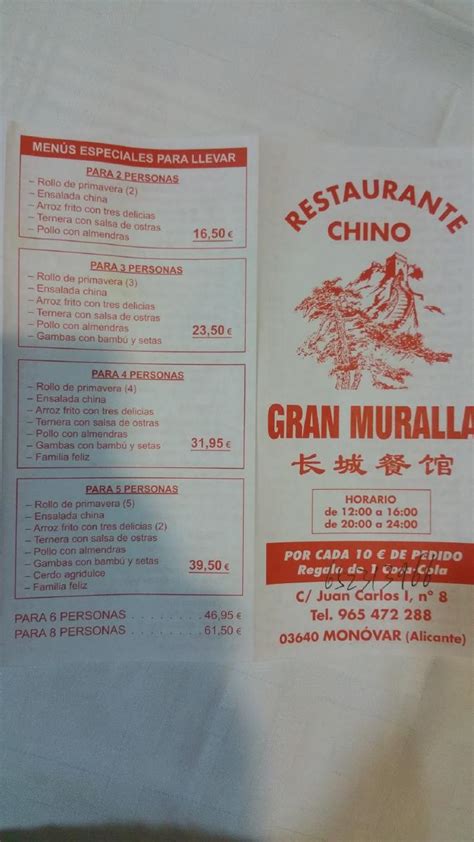 MENÚS ESPECIALES PARA LLEVAR
PARA 2 PERSONAS
– Rollo de primavera (2)
– Ensalada china
– Arroz frito con tres delicias
– Ternera con salsa de ostras
– Pollo con almendras
16,50 €
PARA 3 PERSONAS
– Rollo de primavera (3)
– Ensalada china
– Arroz frito con tres delicias
– Ternera con salsa de ostras
– Pollo con almendras
– Gambas con bambú y setas
23,50 €
PARA 4 PERSONAS
– Rollo de primavera (4)
– Ensalada china
– Arroz frito con tres delicias
– Ternera con salsa de ostras
– Pollo con almendras
– Gambas con bambú y setas
– Familia feliz
31,95 €
PARA 5 PERSONAS
– Rollo de primavera (5)
– Ensalada china
– Arroz frito con tres delicias (2)
– Ternera con salsa de ostras
– Pollo con almendras
– Gambas con bambú y setas
– Cerdo agridulce
– Familia feliz
39,50 €
PARA 6 PERSONAS . . . . . . . . . 46,95 €
PARA 8 PERSONAS . . . . . . . . . 61,50 €
RESTAURANTE
CHINO
GRAN MURALLA
长城餐馆
HORARIO
de 12:00 a 16:00
de 20:00 a 24:00
POR CADA 10 € DE PEDIDO
Regalo de 1 Coca-Cola
C/ Juan Carlos I, nº 8
Tel. 965 472 288
03640 MONÓVAR (Alicante)